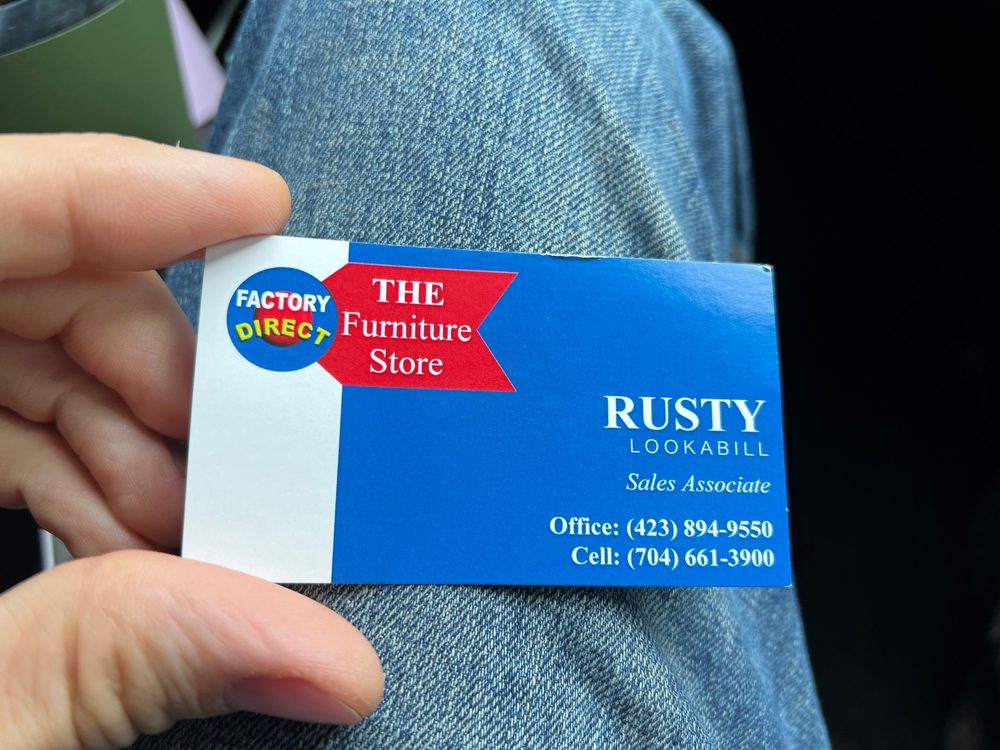 FACTORY
DIRECT
THE
Furniture
Store
RUSTY
LOOKABILL
Sales Associate
Office: (423) 894-9550
Cell: (704) 661-3900